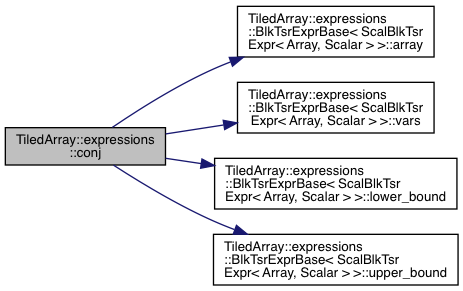 TiledArray::expressions
::conj
TiledArray::expressions
::BlkTsrExprBase< ScalBlkTsr
Expr< Array, Scalar > >::array
TiledArray::expressions
::BlkTsrExprBase< ScalBlkTsr
Expr< Array, Scalar > >::vars
TiledArray::expressions
::BlkTsrExprBase< ScalBlkTsr
Expr< Array, Scalar > >::lower_bound
TiledArray::expressions
::BlkTsrExprBase< ScalBlkTsr
Expr< Array, Scalar > >::upper_bound